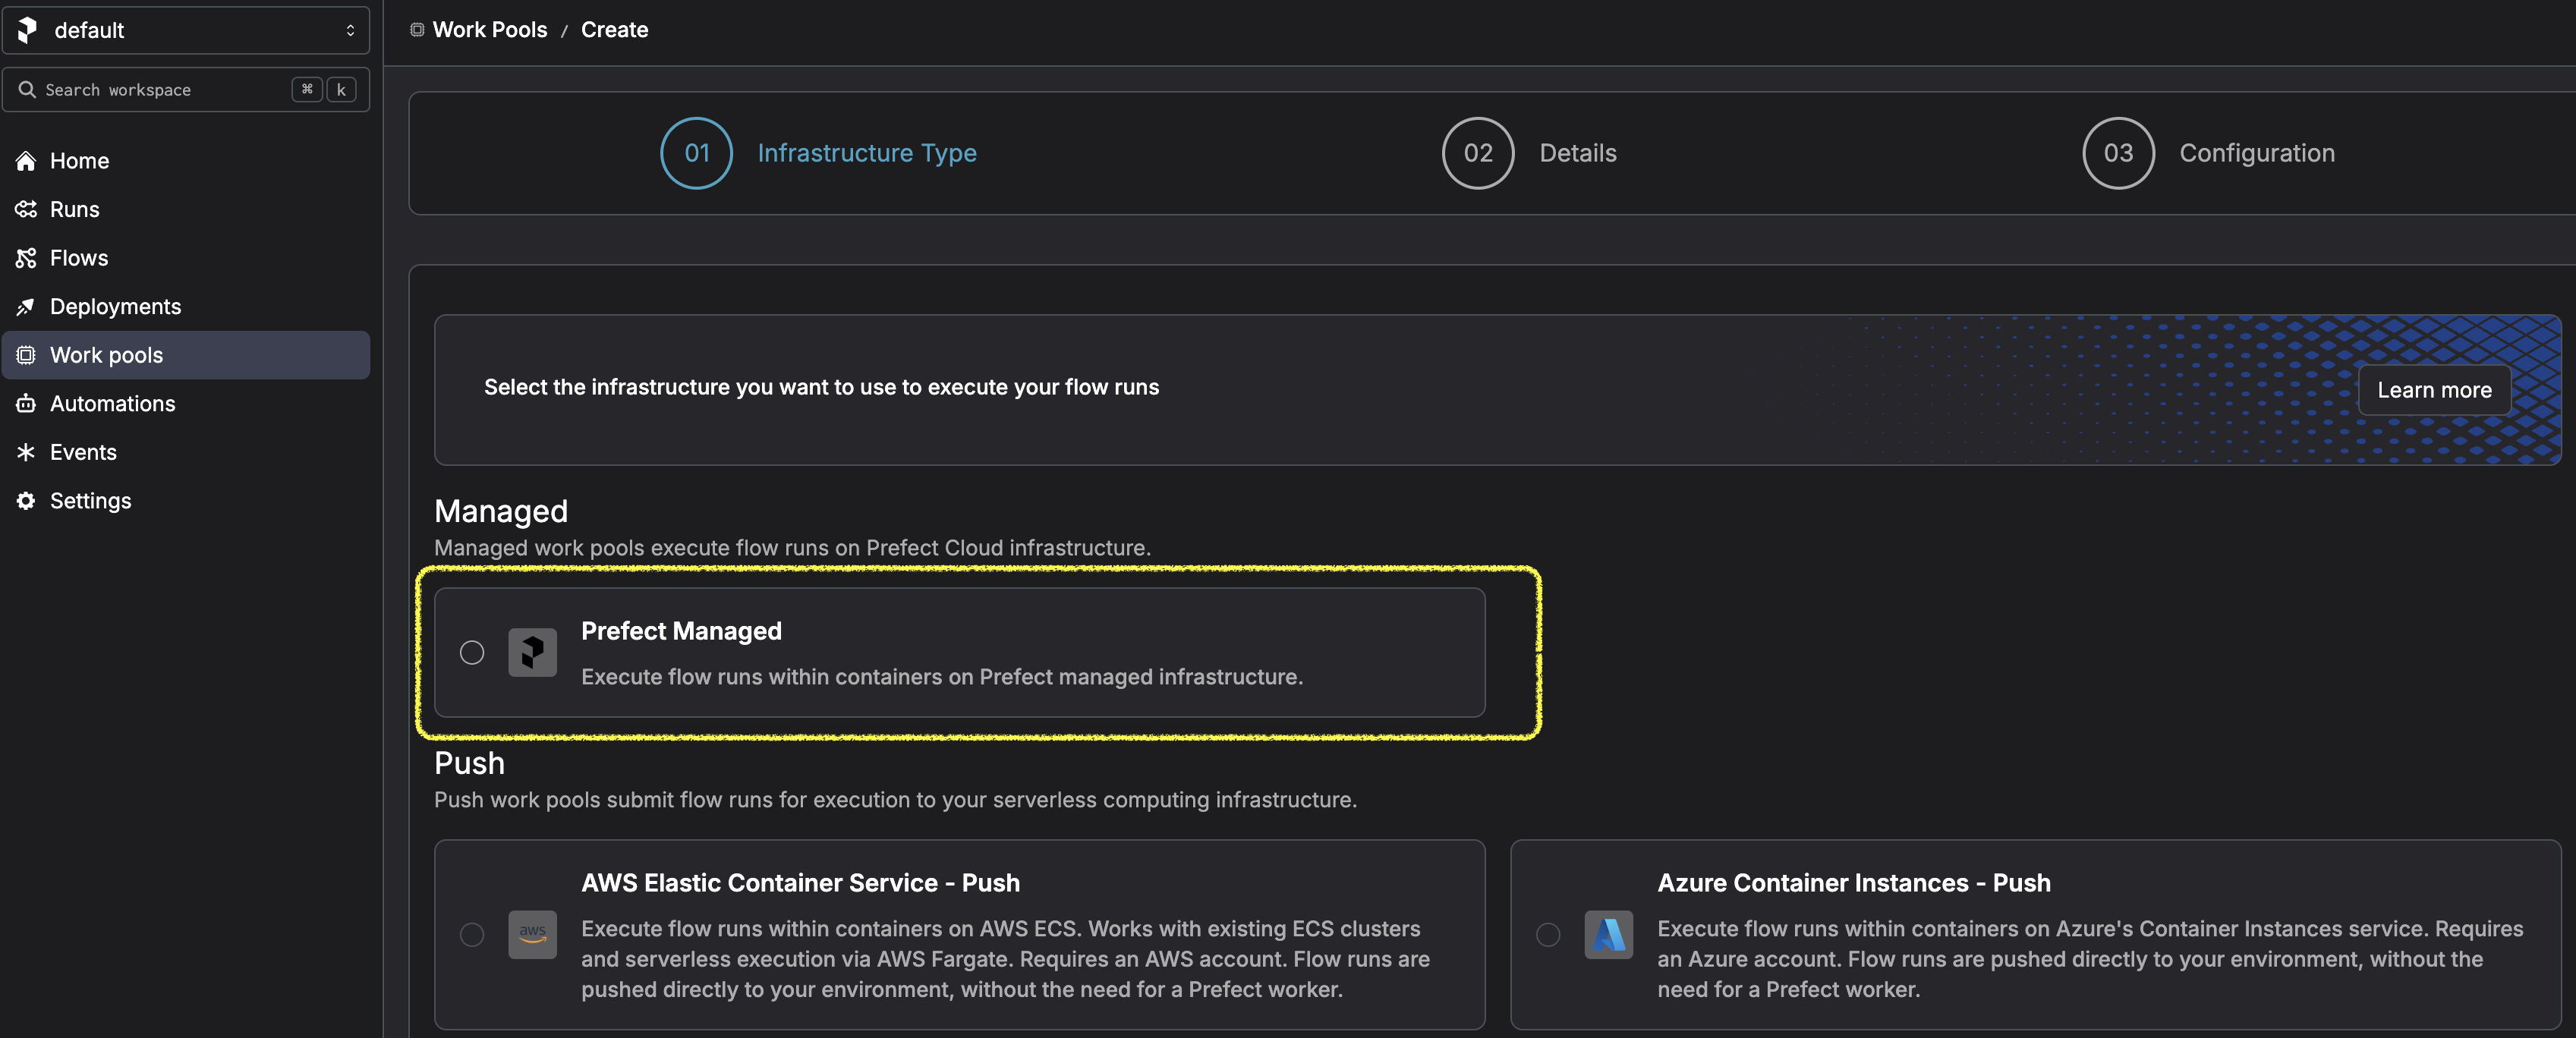 default
Search workspace ⌘ k
Home
Runs
Flows
Deployments
Work pools
Automations
Events
Settings
Work Pools / Create
01 Infrastructure Type
02 Details
03 Configuration
Select the infrastructure you want to use to execute your flow runs
Learn more
Managed
Managed work pools execute flow runs on Prefect Cloud infrastructure.
Prefect Managed
Execute flow runs within containers on Prefect managed infrastructure.
Push
Push work pools submit flow runs for execution to your serverless computing infrastructure.
AWS Elastic Container Service - Push
aws
Execute flow runs within containers on AWS ECS. Works with existing ECS clusters
and serverless execution via AWS Fargate. Requires an AWS account. Flow runs are
pushed directly to your environment, without the need for a Prefect worker.
Azure Container Instances - Push
Execute flow runs within containers on Azure's Container Instances service. Requires
an Azure account. Flow runs are pushed directly to your environment, without the
need for a Prefect worker.